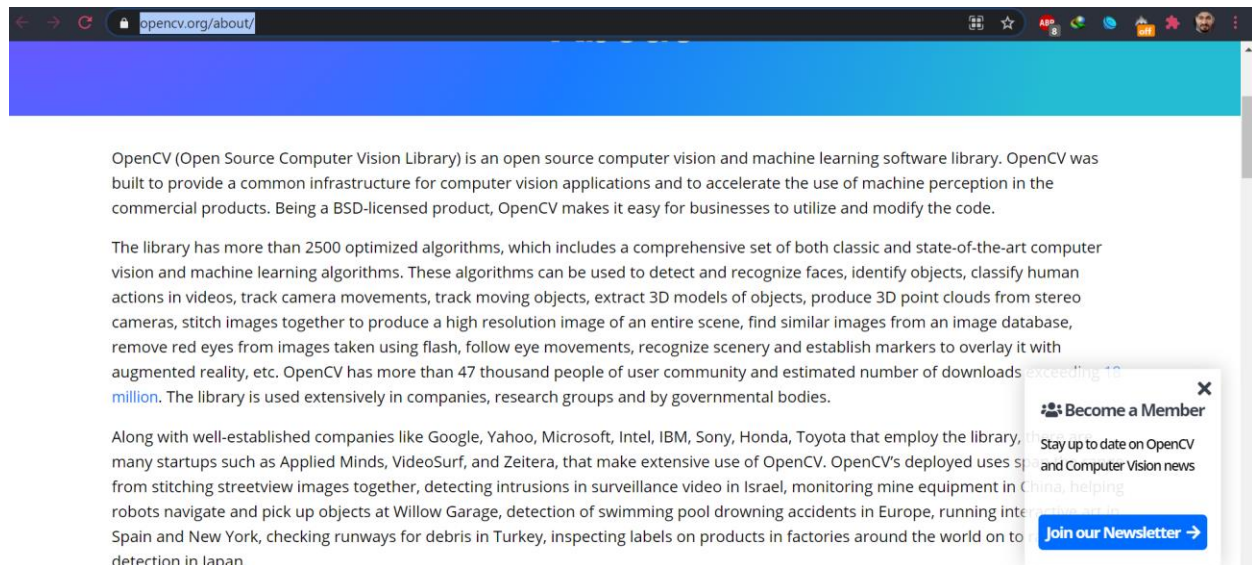 opencv.org/about/
8
off
OpenCV (Open Source Computer Vision Library) is an open source computer vision and machine learning software library. OpenCV was
built to provide a common infrastructure for computer vision applications and to accelerate the use of machine perception in the
commercial products. Being a BSD-licensed product, OpenCV makes it easy for businesses to utilize and modify the code.
The library has more than 2500 optimized algorithms, which includes a comprehensive set of both classic and state-of-the-art computer
vision and machine learning algorithms. These algorithms can be used to detect and recognize faces, identify objects, classify human
actions in videos, track camera movements, track moving objects, extract 3D models of objects, produce 3D point clouds from stereo
cameras, stitch images together to produce a high resolution image of an entire scene, find similar images from an image database,
remove red eyes from images taken using flash, follow eye movements, recognize scenery and establish markers to overlay it with
augmented reality, etc. OpenCV has more than 47 thousand people of user community and estimated number of downloads exceeding
million. The library is used extensively in companies, research groups and by governmental bodies.
Along with well-established companies like Google, Yahoo, Microsoft, Intel, IBM, Sony, Honda, Toyota that employ the library,
many startups such as Applied Minds, VideoSurf, and Zeitera, that make extensive use of OpenCV. OpenCV's deployed uses
from stitching streetview images together, detecting intrusions in surveillance video in Israel, monitoring mine equipment in China, helping
robots navigate and pick up objects at Willow Garage, detection of swimming pool drowning accidents in Europe, running interactive art in
Spain and New York, checking runways for debris in Turkey, inspecting labels on products in factories around the world on to
detection in Japan.
Become a Member
Stay up to date on OpenCV
and Computer Vision news
Join our Newsletter →